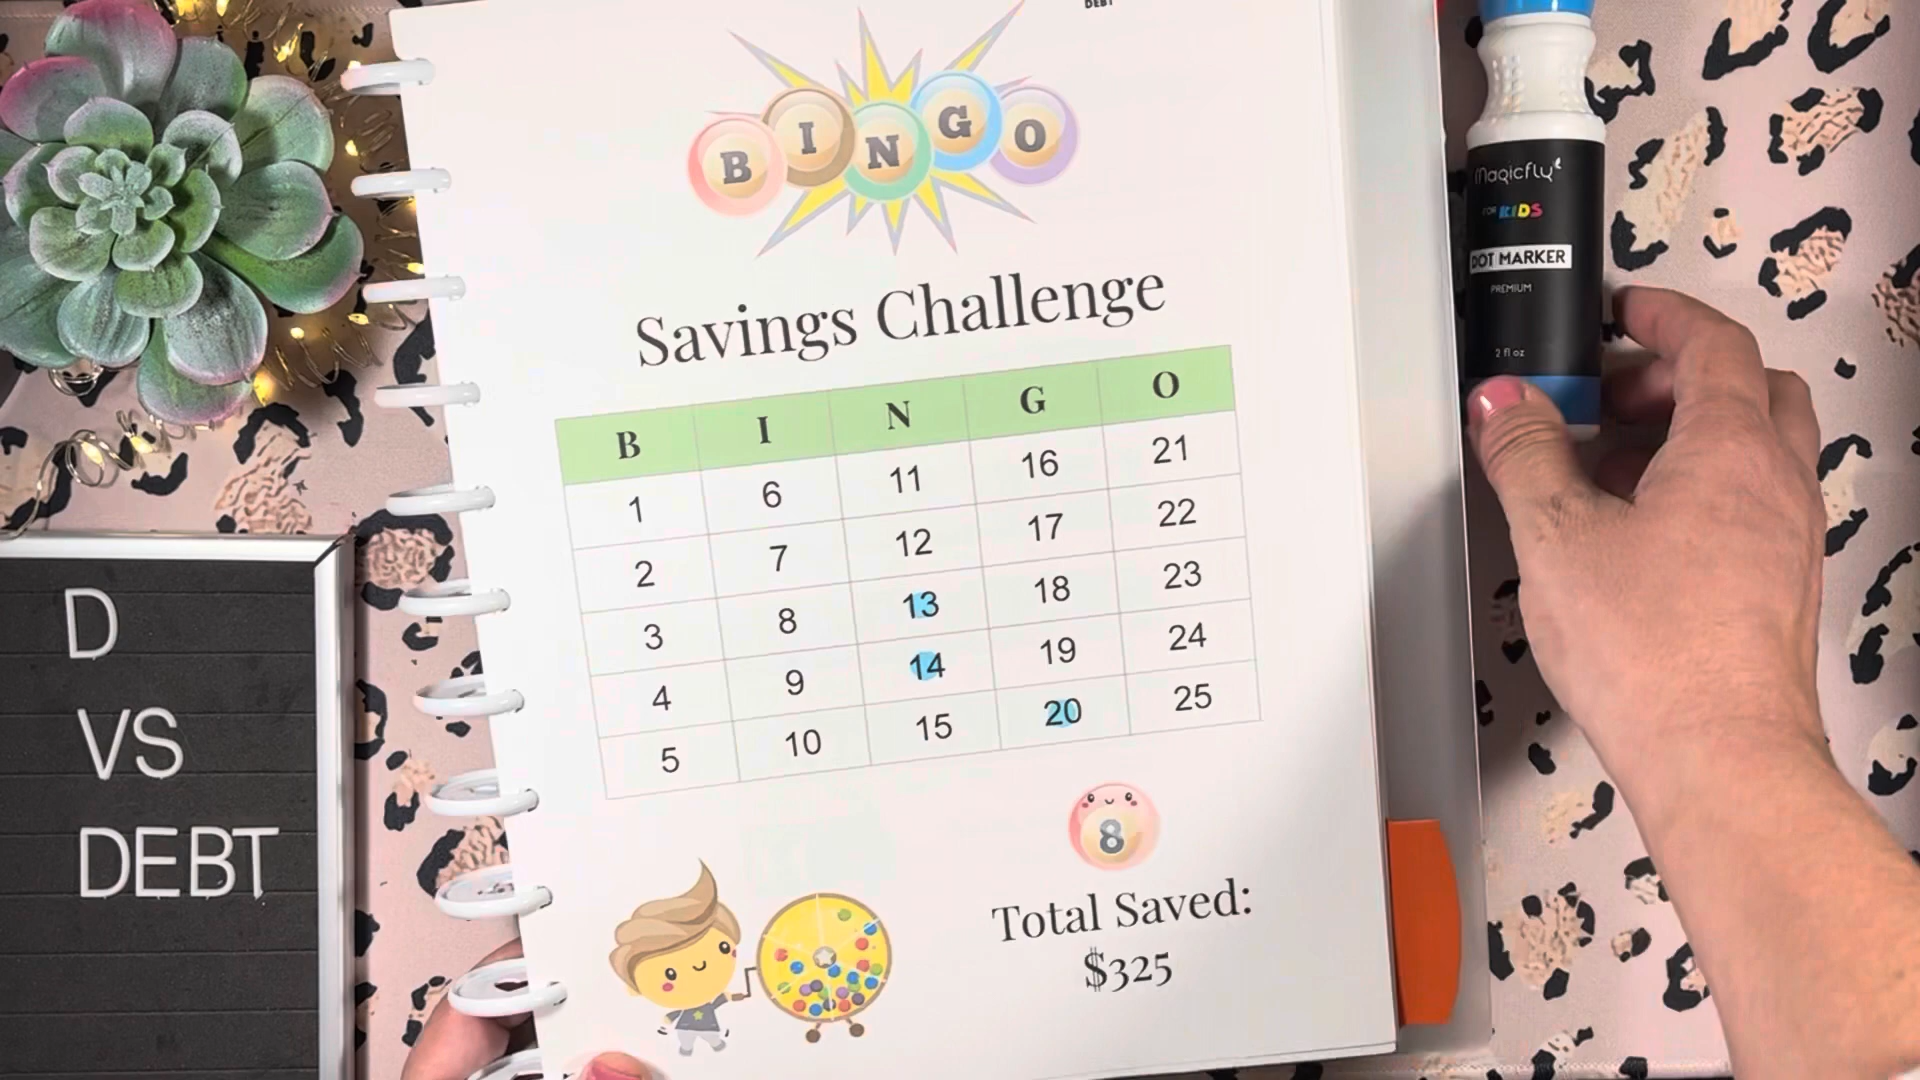 DEBT
B I N G O
Savings Challenge
B I N G O
1 6 11 16 21
2 7 12 17 22
3 8 13 18 23
4 9 14 19 24
5 10 15 20 25
8
Total Saved:
$325
Magicfly
FOR KIDS
DOT MARKER
PREMIUM
2 fl oz
D
VS
DEBT